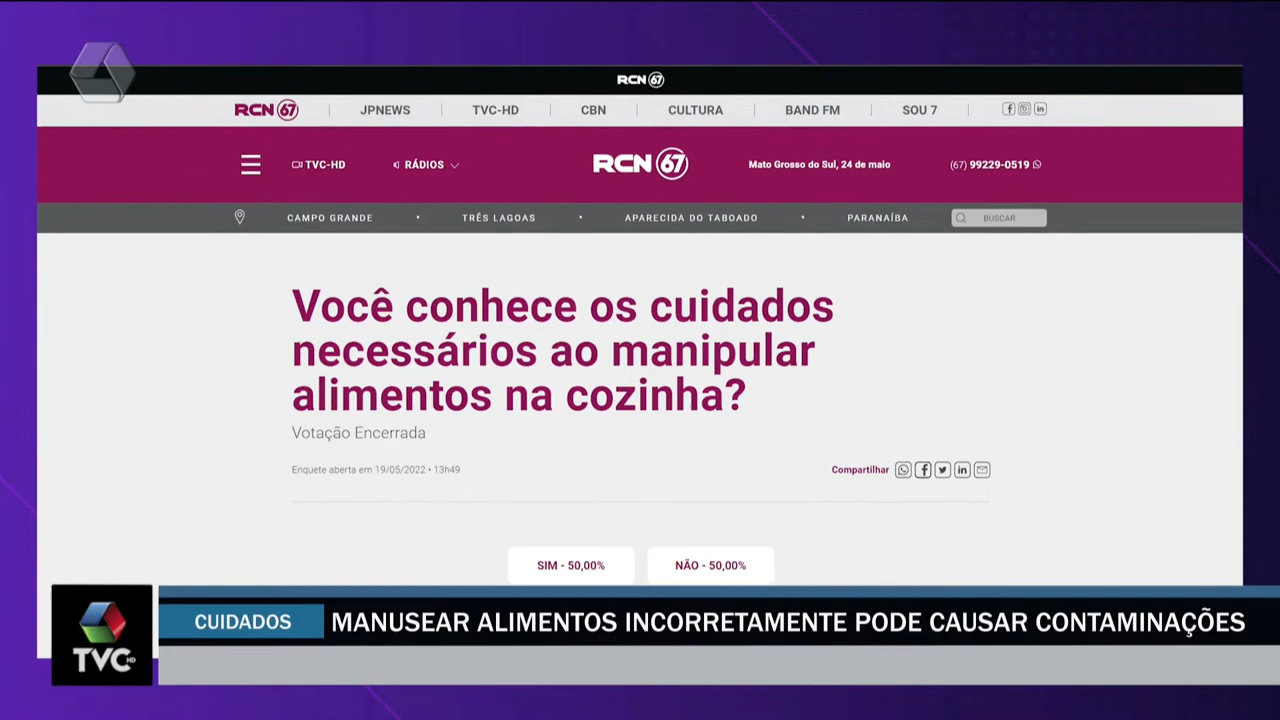 RCN 67
RCN 67 JPNEWS TVC-HD CBN CULTURA BAND FM SOU 7
TVC-HD RÁDIOS RCN 67 Mato Grosso do Sul, 24 de maio (67) 99229-0519
CAMPO GRANDE • TRÊS LAGOAS • APARECIDA DO TABOADO • PARANAÍBA BUSCAR
Você conhece os cuidados
necessários ao manipular
alimentos na cozinha?
Votação Encerrada
Enquete aberta em 19/05/2022 • 13h49 Compartilhar
SIM - 50,00% NÃO - 50,00%
CUIDADOS MANUSEAR ALIMENTOS INCORRETAMENTE PODE CAUSAR CONTAMINAÇÕES
TVC HD